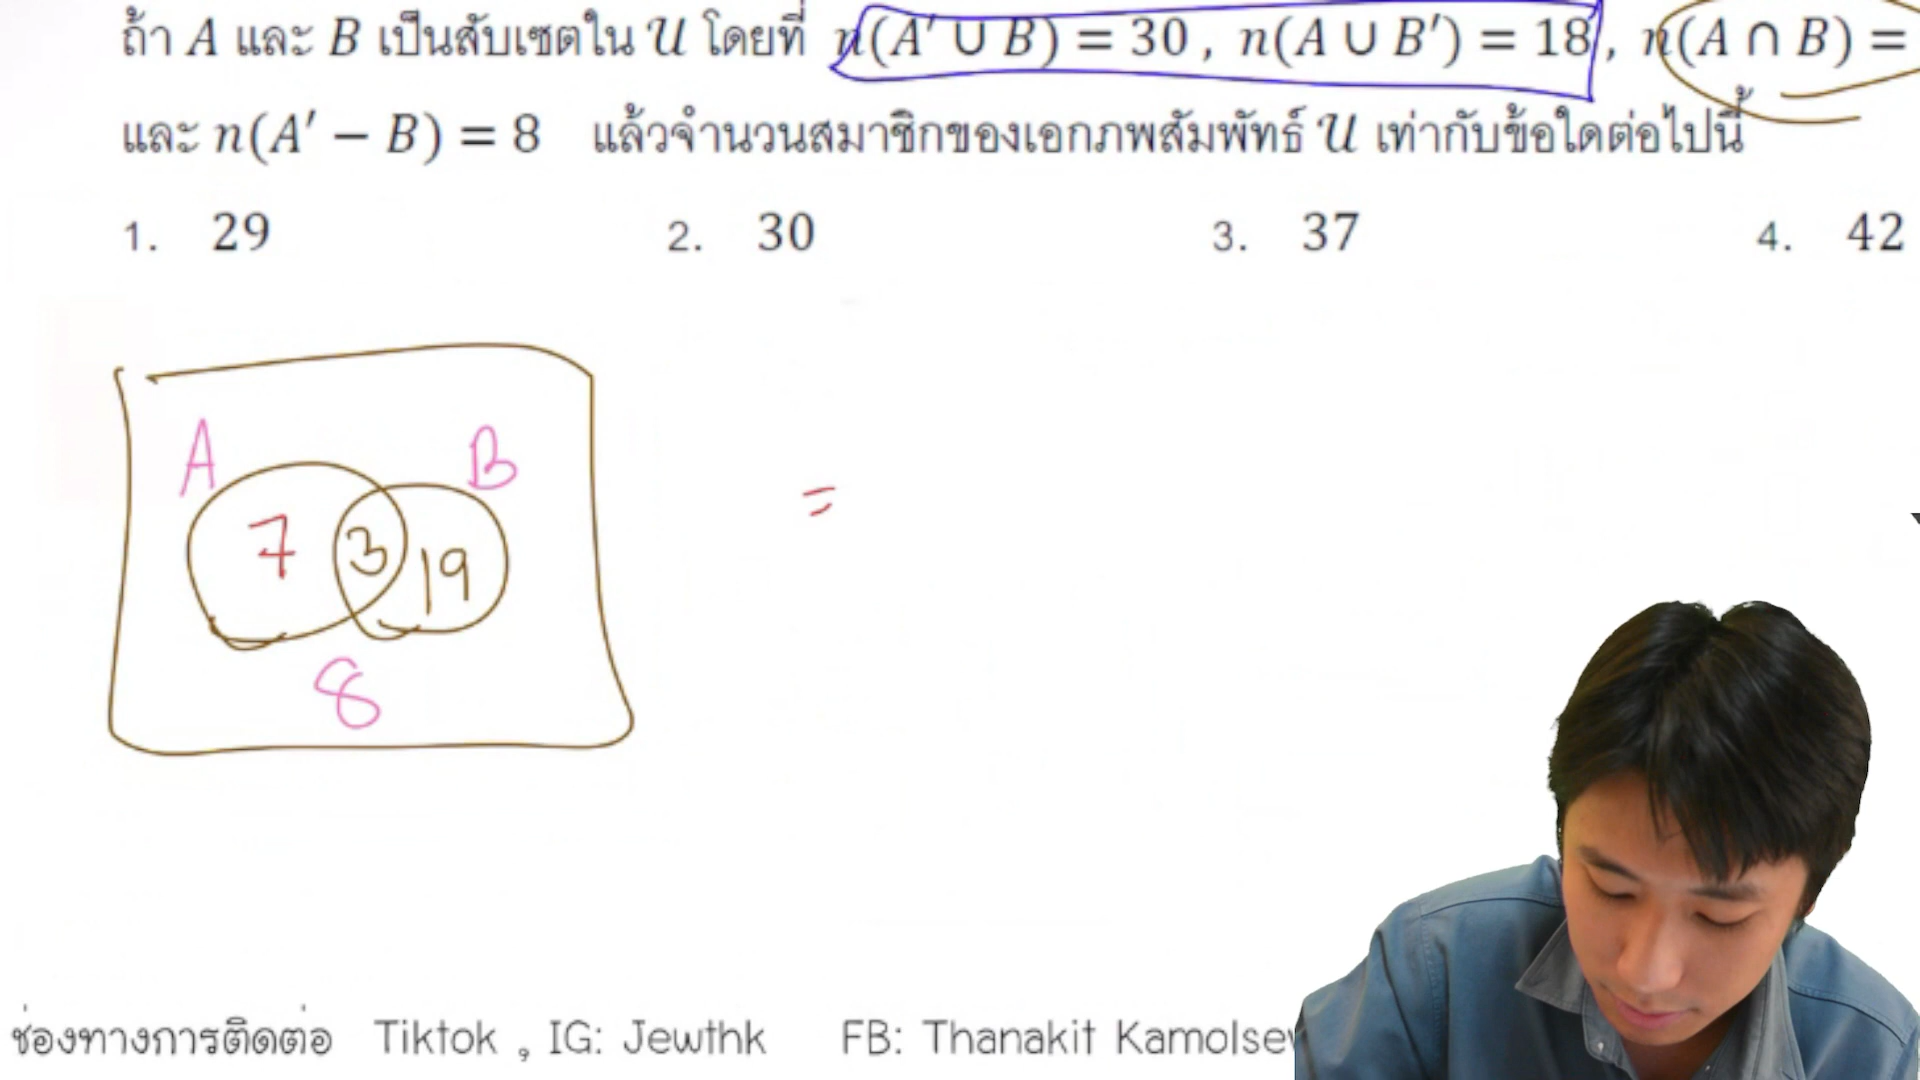 ถ้า A และ B เป็นสับเซตใน 𝒰 โดยที่ n(A′ ∪ B) = 30 , n(A ∪ B′) = 18 , n(A ∩ B) =
และ n(A′ − B) = 8 แล้วจำนวนสมาชิกของเอกภพสัมพัทธ์ 𝒰 เท่ากับข้อใดต่อไปนี้
1. 29 2. 30 3. 37 4. 42
A B
7 3 19 =
8
ช่องทางการติดต่อ Tiktok , IG: Jewthk FB: Thanakit